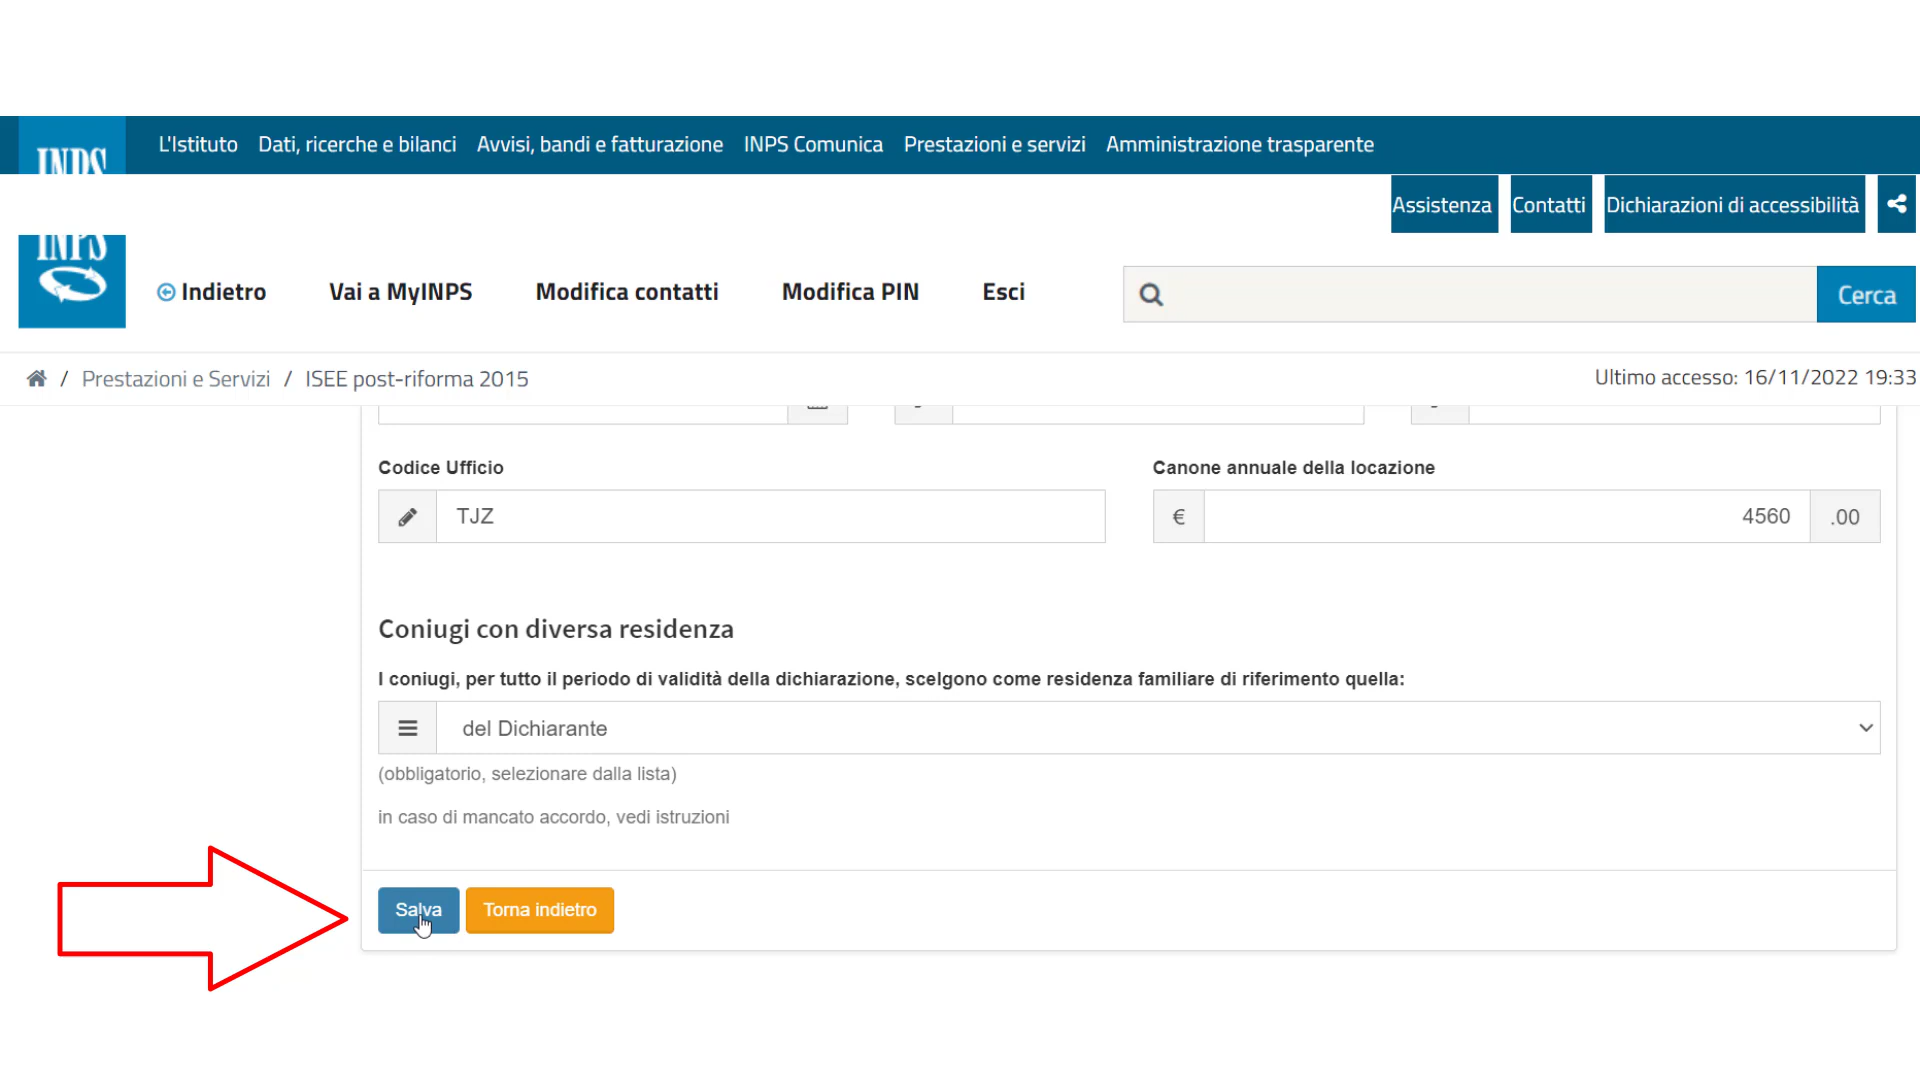 INPS
L'Istituto Dati, ricerche e bilanci Avvisi, bandi e fatturazione INPS Comunica Prestazioni e servizi Amministrazione trasparente
Assistenza Contatti Dichiarazioni di accessibilità
INPS
Indietro Vai a MyINPS Modifica contatti Modifica PIN Esci Cerca
/ Prestazioni e Servizi / ISEE post-riforma 2015 Ultimo accesso: 16/11/2022 19:33
Codice Ufficio Canone annuale della locazione
TJZ € 4560 .00
Coniugi con diversa residenza
I coniugi, per tutto il periodo di validità della dichiarazione, scelgono come residenza familiare di riferimento quella:
del Dichiarante
(obbligatorio, selezionare dalla lista)
in caso di mancato accordo, vedi istruzioni
Salva Torna indietro